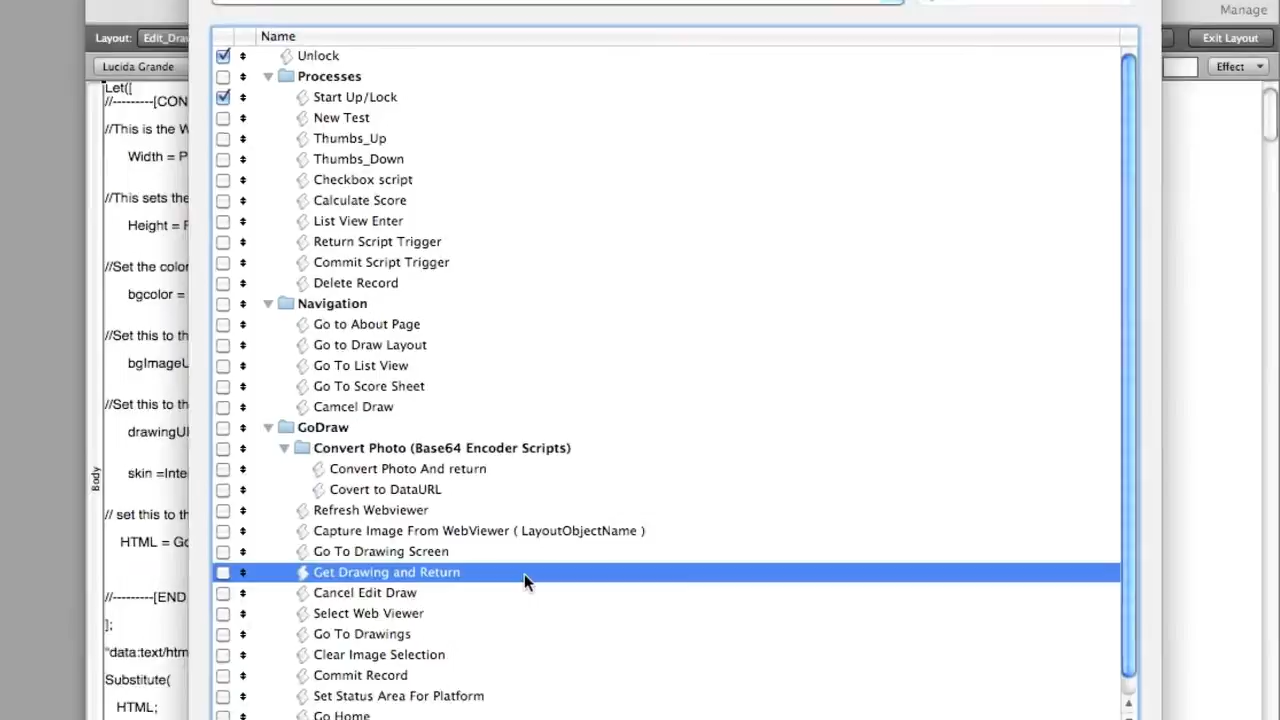 Manage
Layout: Edit_Dra
Exit Layout
Lucida Grande
Effect
Name
Unlock
Processes
Start Up/Lock
New Test
Thumbs_Up
Thumbs_Down
Checkbox script
Calculate Score
List View Enter
Return Script Trigger
Commit Script Trigger
Delete Record
Navigation
Go to About Page
Go to Draw Layout
Go To List View
Go To Score Sheet
Camcel Draw
GoDraw
Convert Photo (Base64 Encoder Scripts)
Convert Photo And return
Covert to DataURL
Refresh Webviewer
Capture Image From WebViewer ( LayoutObjectName )
Go To Drawing Screen
Get Drawing and Return
Cancel Edit Draw
Select Web Viewer
Go To Drawings
Clear Image Selection
Commit Record
Set Status Area For Platform
Go Home
Let([
//---------[CON
//This is the W
Width = P
//This sets the
Height = F
//Set the color
bgcolor =
//Set this to th
bgImageU
//Set this to th
drawingU
skin =Inte
// set this to th
HTML = Go
//---------[END
];
"data:text/htm
Substitute(
HTML;
Body